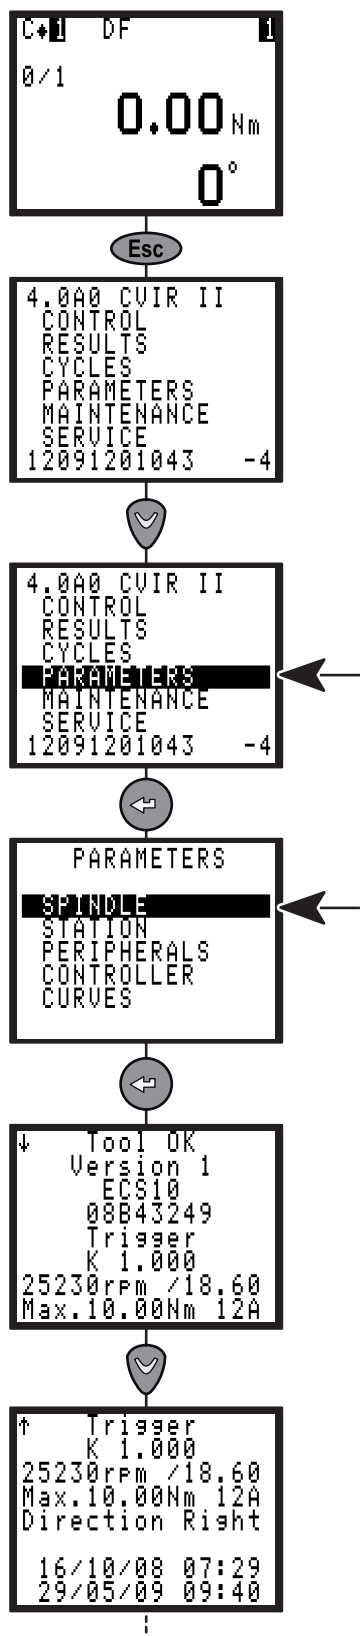 C♦1 DF 1
0/1
0.00 Nm
0°
Esc
4.0A0 CVIR II
CONTROL
RESULTS
CYCLES
PARAMETERS
MAINTENANCE
SERVICE
12091201043 -4
4.0A0 CVIR II
CONTROL
RESULTS
CYCLES
PARAMETERS
MAINTENANCE
SERVICE
12091201043 -4
PARAMETERS
SPINDLE
STATION
PERIPHERALS
CONTROLLER
CURVES
↓ Tool OK
Version 1
ECS10
08B43249
Trigger
K 1.000
25230rpm /18.60
Max.10.00Nm 12A
↑ Trigger
K 1.000
25230rpm /18.60
Max.10.00Nm 12A
Direction Right
16/10/08 07:29
29/05/09 09:40